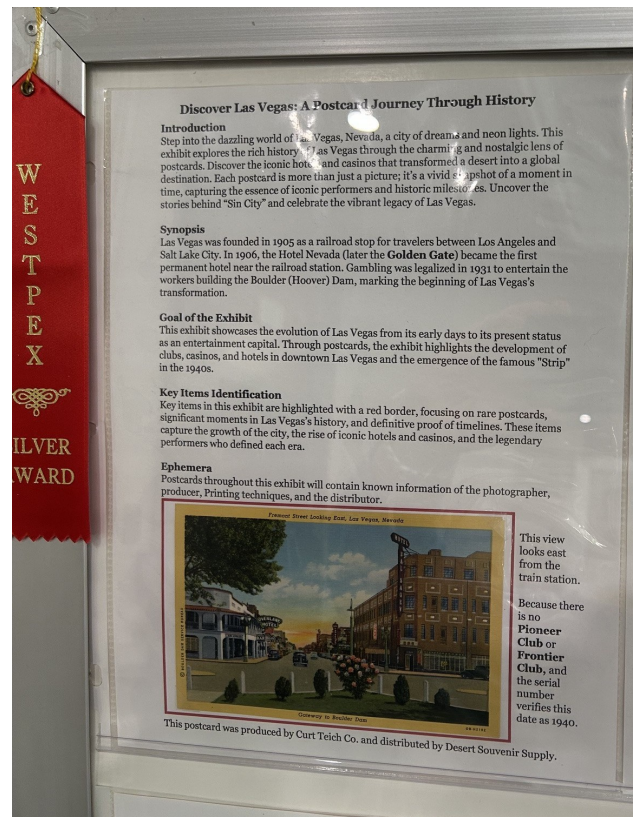 WESTPEX
ILVER
WARD
Discover Las Vegas: A Postcard Journey Through History
Introduction
Step into the dazzling world of Las Vegas, Nevada, a city of dreams and neon lights. This
exhibit explores the rich history of Las Vegas through the charming and nostalgic lens of
postcards. Discover the iconic hotels and casinos that transformed a desert into a global
destination. Each postcard is more than just a picture; it's a vivid snapshot of a moment in
time, capturing the essence of iconic performers and historic milestones. Uncover the
stories behind “Sin City” and celebrate the vibrant legacy of Las Vegas.
Synopsis
Las Vegas was founded in 1905 as a railroad stop for travelers between Los Angeles and
Salt Lake City. In 1906, the Hotel Nevada (later the Golden Gate) became the first
permanent hotel near the railroad station. Gambling was legalized in 1931 to entertain the
workers building the Boulder (Hoover) Dam, marking the beginning of Las Vegas's
transformation.
Goal of the Exhibit
This exhibit showcases the evolution of Las Vegas from its early days to its present status
as an entertainment capital. Through postcards, the exhibit highlights the development of
clubs, casinos, and hotels in downtown Las Vegas and the emergence of the famous "Strip"
in the 1940s.
Key Items Identification
Key items in this exhibit are highlighted with a red border, focusing on rare postcards,
significant moments in Las Vegas's history, and definitive proof of timelines. These items
capture the growth of the city, the rise of iconic hotels and casinos, and the legendary
performers who defined each era.
Ephemera
Postcards throughout this exhibit will contain known information of the photographer,
producer, Printing techniques, and the distributor.
Fremont Street Looking East, Las Vegas, Nevada
HOTEL
SAL SAGEV
OVERLAND
HOTEL
Gateway to Boulder Dam
This view
looks east
from the
train station.
Because there
is no
Pioneer
Club or
Frontier
Club, and
the serial
number
verifies this
date as 1940.
This postcard was produced by Curt Teich Co. and distributed by Desert Souvenir Supply.